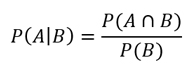 P(A|B) = P(A ∩ B) / P(B)